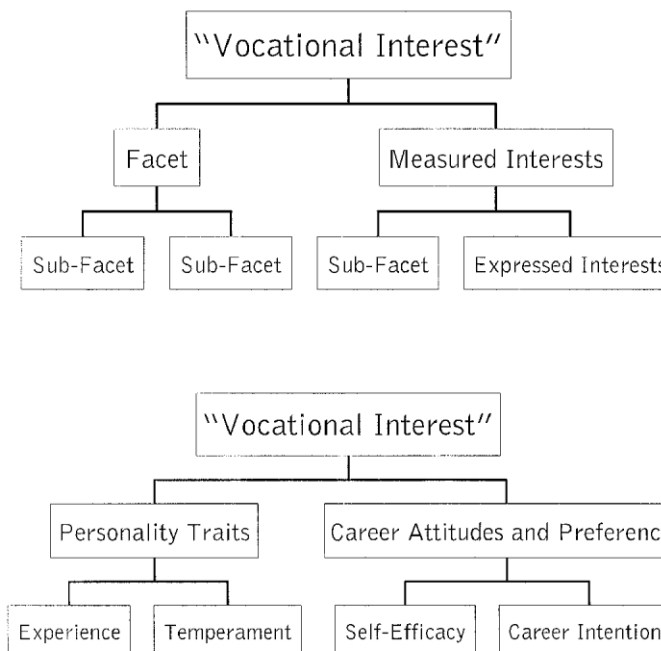 "Vocational Interest"
Facet
Measured Interests
Sub-Facet
Sub-Facet
Sub-Facet
Expressed Interests
"Vocational Interest"
Personality Traits
Career Attitudes and Preferenc
Experience
Temperament
Self-Efficacy
Career Intention